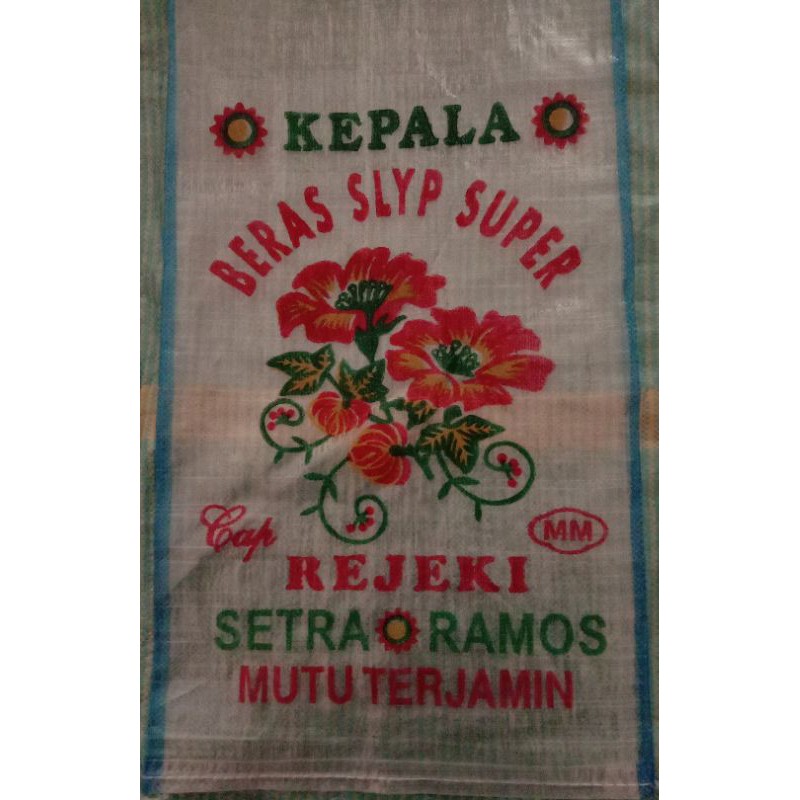 KEPALA
BERAS SLYP SUPER
Cap
MM
REJEKI
SETRA RAMOS
MUTU TERJAMIN